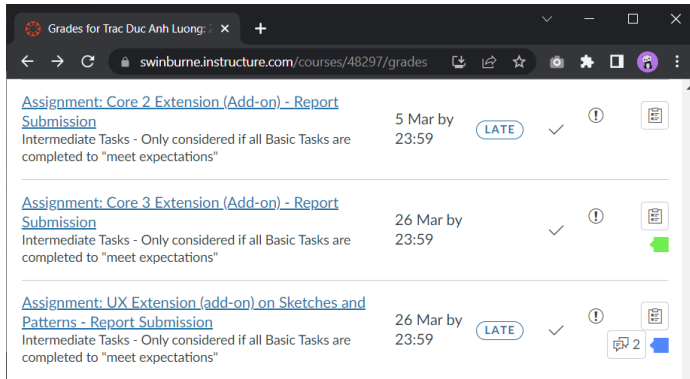 Grades for Trac Duc Anh Luong: 2
swinburne.instructure.com/courses/48297/grades
Assignment: Core 2 Extension (Add-on) - Report
Submission
Intermediate Tasks - Only considered if all Basic Tasks are
completed to "meet expectations"
5 Mar by
23:59
LATE
Assignment: Core 3 Extension (Add-on) - Report
Submission
Intermediate Tasks - Only considered if all Basic Tasks are
completed to "meet expectations"
26 Mar by
23:59
Assignment: UX Extension (add-on) on Sketches and
Patterns - Report Submission
Intermediate Tasks - Only considered if all Basic Tasks are
completed to "meet expectations"
26 Mar by
23:59
LATE
2